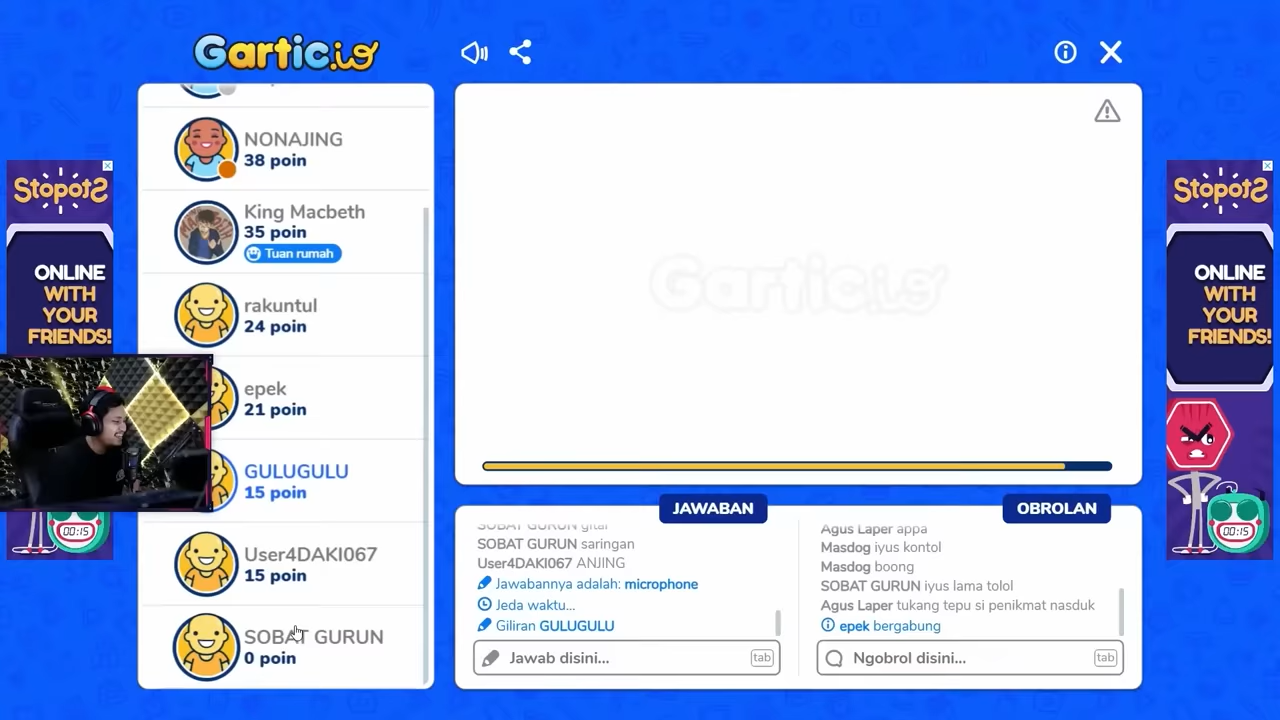 Gartic.io
NONAJING
38 poin
King Macbeth
35 poin
Tuan rumah
rakuntul
24 poin
epek
21 poin
GULUGULU
15 poin
User4DAKI067
15 poin
SOBAT GURUN
0 poin
Gartic.io
JAWABAN
SOBAT GURUN gitar
SOBAT GURUN saringan
User4DAKI067 ANJING
Jawabannya adalah: microphone
Jeda waktu...
Giliran GULUGULU
Jawab disini...
tab
OBROLAN
Agus Laper appa
Masdog iyus kontol
Masdog boong
SOBAT GURUN iyus lama tolol
Agus Laper tukang tepu si penikmat nasduk
epek bergabung
Ngobrol disini...
tab
StopotS
ONLINE
WITH
YOUR
FRIENDS!
00:15
StopotS
ONLINE
WITH
YOUR
FRIENDS!
00:15